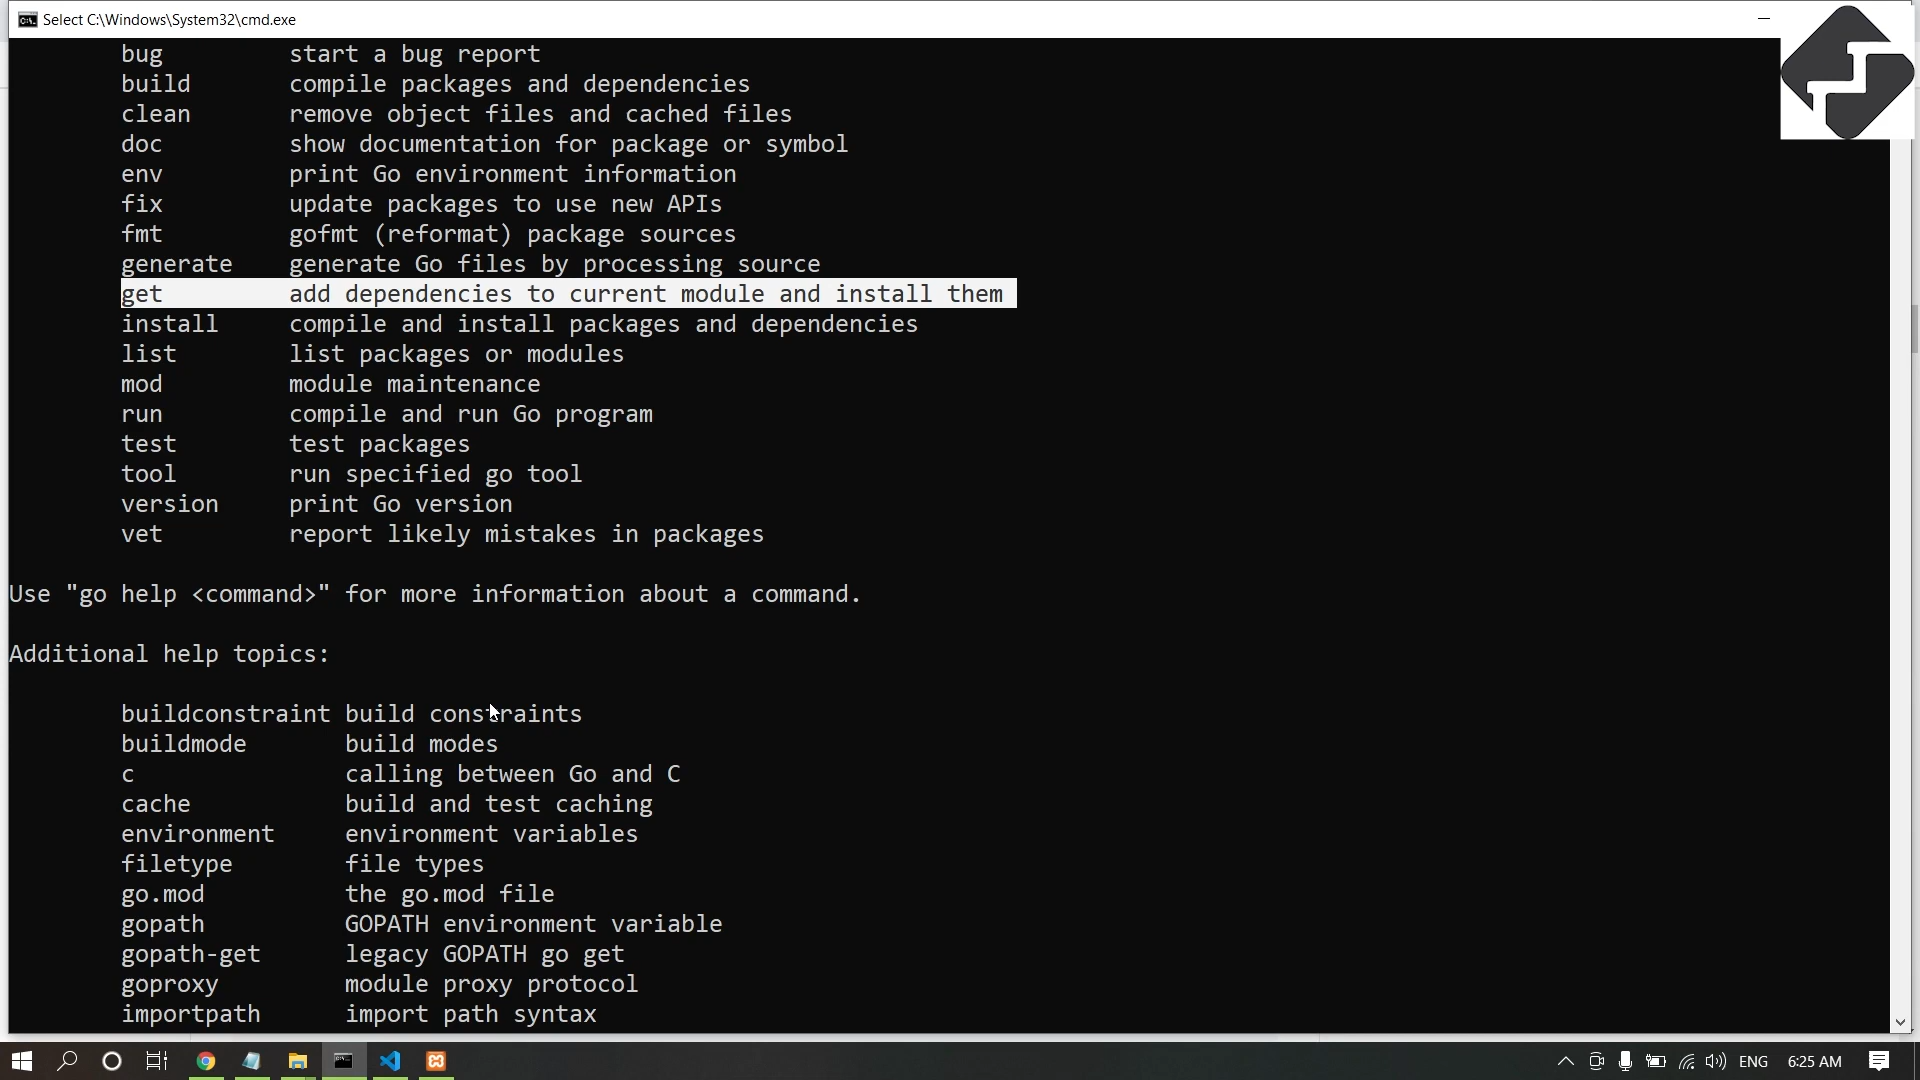 Select C:\Windows\System32\cmd.exe
bug start a bug report
build compile packages and dependencies
clean remove object files and cached files
doc show documentation for package or symbol
env print Go environment information
fix update packages to use new APIs
fmt gofmt (reformat) package sources
generate generate Go files by processing source
get add dependencies to current module and install them
install compile and install packages and dependencies
list list packages or modules
mod module maintenance
run compile and run Go program
test test packages
tool run specified go tool
version print Go version
vet report likely mistakes in packages
Use "go help <command>" for more information about a command.
Additional help topics:
buildconstraint build constraints
buildmode build modes
c calling between Go and C
cache build and test caching
environment environment variables
filetype file types
go.mod the go.mod file
gopath GOPATH environment variable
gopath-get legacy GOPATH go get
goproxy module proxy protocol
importpath import path syntax
ENG 6:25 AM